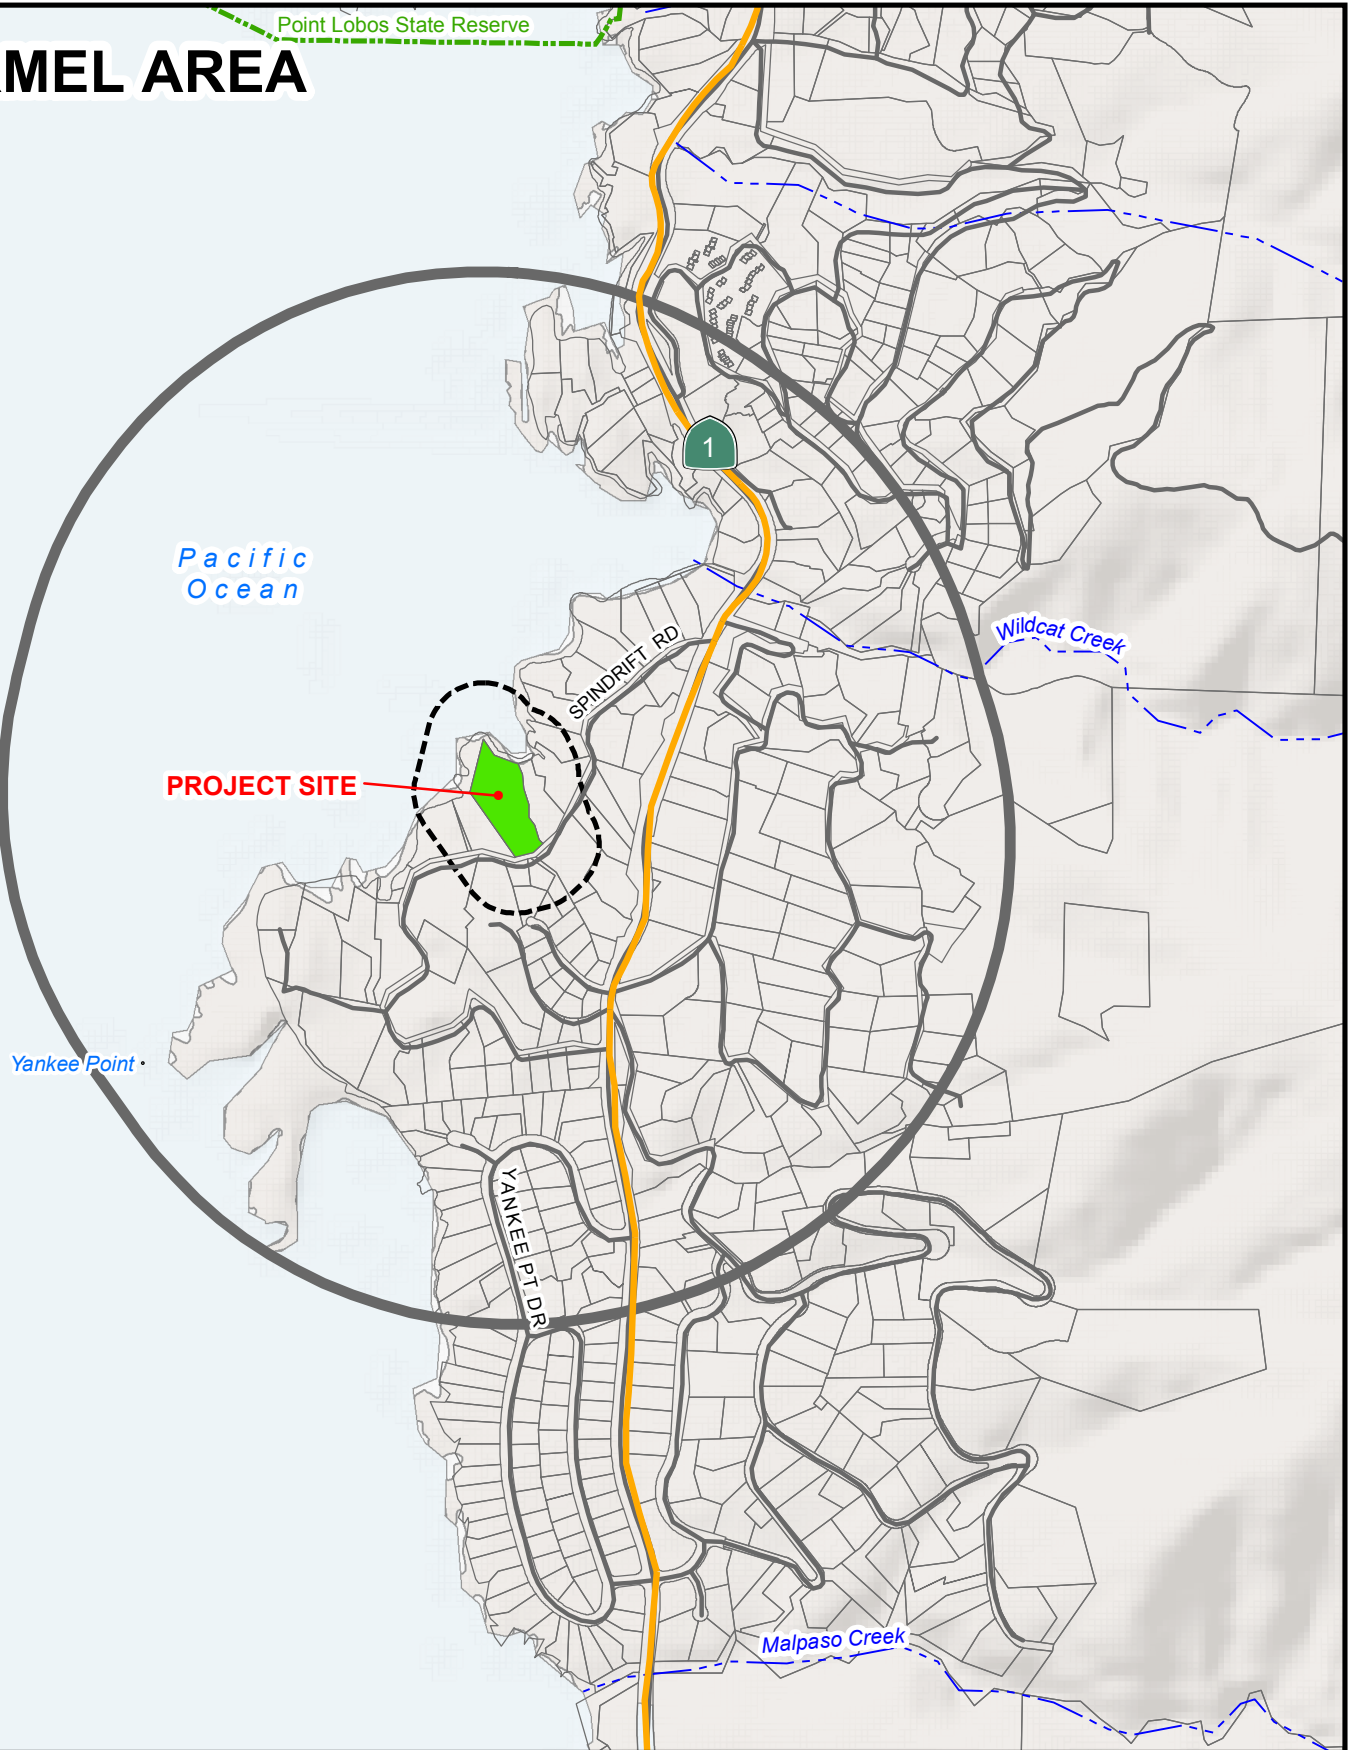 Point Lobos State Reserve
MEL AREA
1
Pacific
Ocean
Wildcat Creek
SPINDRIFT RD
PROJECT SITE
Yankee Point
YANKEE PT DR
Malpaso Creek